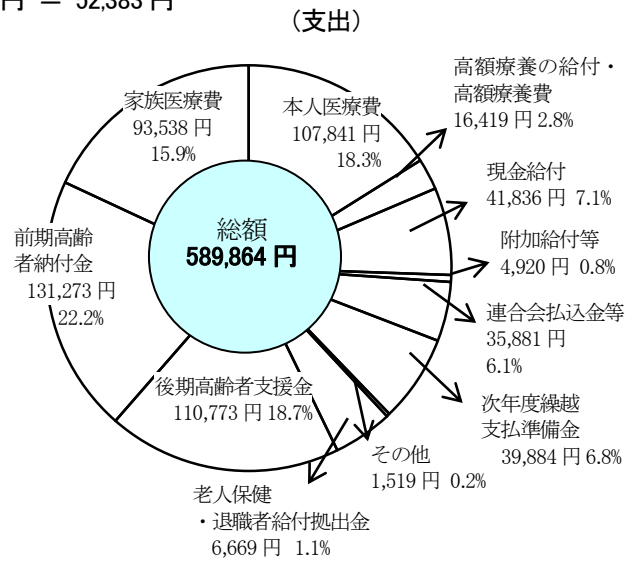 円 ＝ 52,383 円
（支出）
高額療養の給付・
高額療養費
16,419 円 2.8%
家族医療費
93,538 円
15.9%
本人医療費
107,841 円
18.3%
現金給付
41,836 円 7.1%
総額
589,864 円
前期高齢
者納付金
131,273 円
22.2%
附加給付等
4,920 円 0.8%
連合会払込金等
35,881 円
6.1%
後期高齢者支援金
110,773 円 18.7%
次年度繰越
支払準備金
39,884 円 6.8%
その他
1,519 円 0.2%
老人保健
・退職者給付拠出金
6,669 円 1.1%